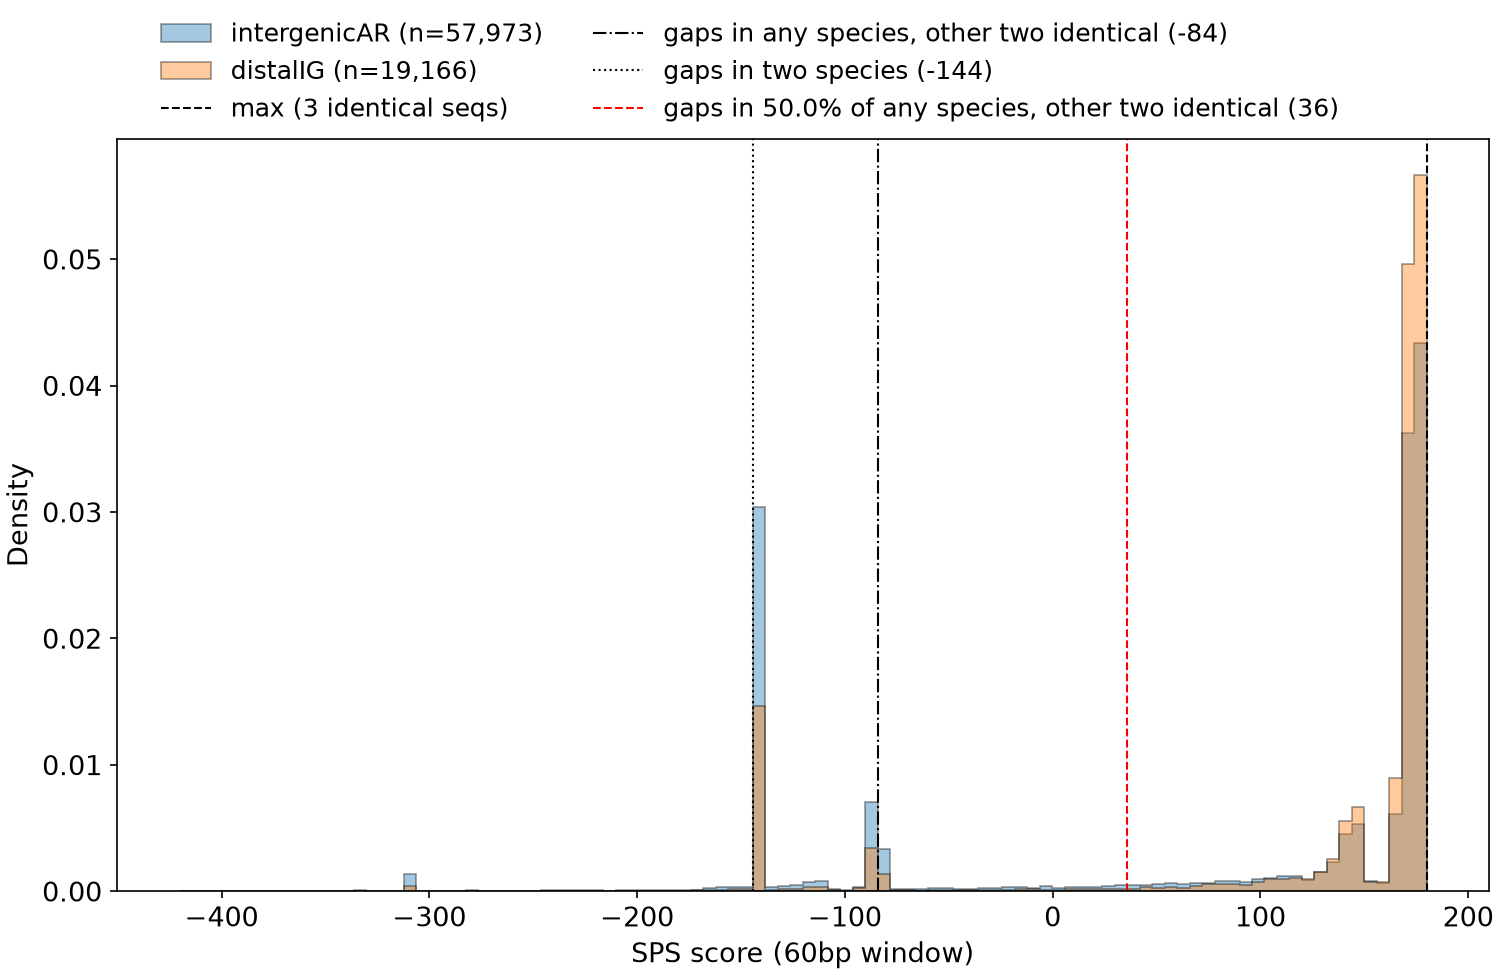 intergenicAR (n=57,973)
distalIG (n=19,166)
max (3 identical seqs)
gaps in any species, other two identical (-84)
gaps in two species (-144)
gaps in 50.0% of any species, other two identical (36)
Density
0.05
0.04
0.03
0.02
0.01
0.00
−400 −300 −200 −100 0 100 200
SPS score (60bp window)